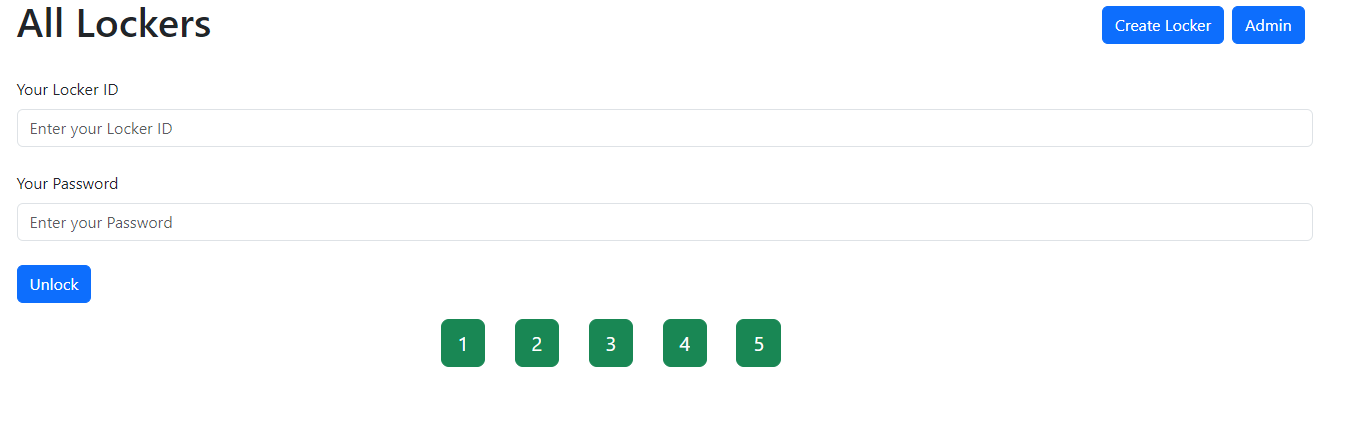 All Lockers
Create Locker
Admin
Your Locker ID
Enter your Locker ID
Your Password
Enter your Password
Unlock
1 2 3 4 5